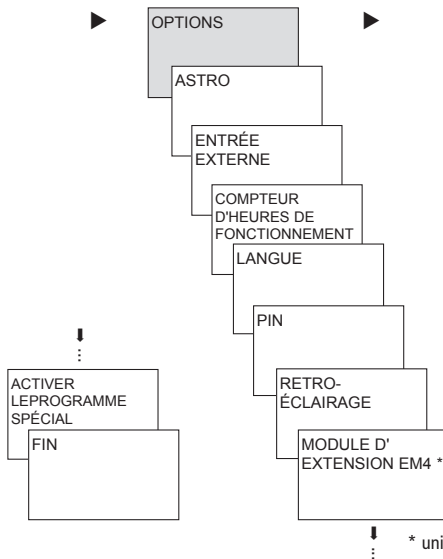 OPTIONS
ASTRO
ENTRÉE
EXTERNE
COMPTEUR
D'HEURES DE
FONCTIONNEMENT
LANGUE
PIN
RETRO-
ÉCLAIRAGE
MODULE D'
EXTENSION EM4 *
ACTIVER
LEPROGRAMME
SPÉCIAL
FIN
* uni